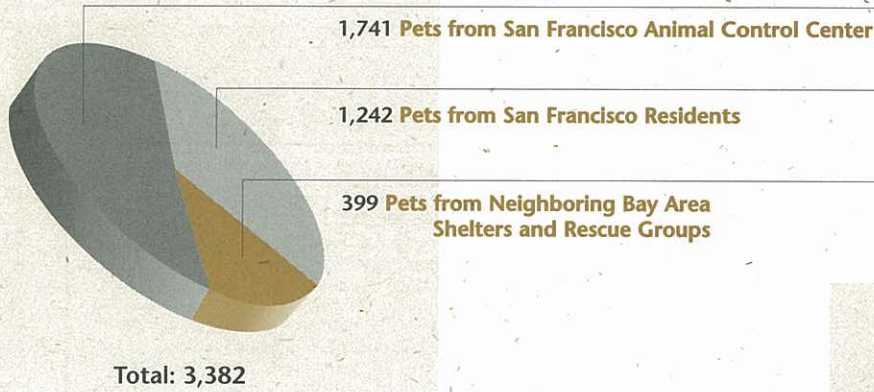 1,741 Pets from San Francisco Animal Control Center
1,242 Pets from San Francisco Residents
399 Pets from Neighboring Bay Area
Shelters and Rescue Groups
Total: 3,382